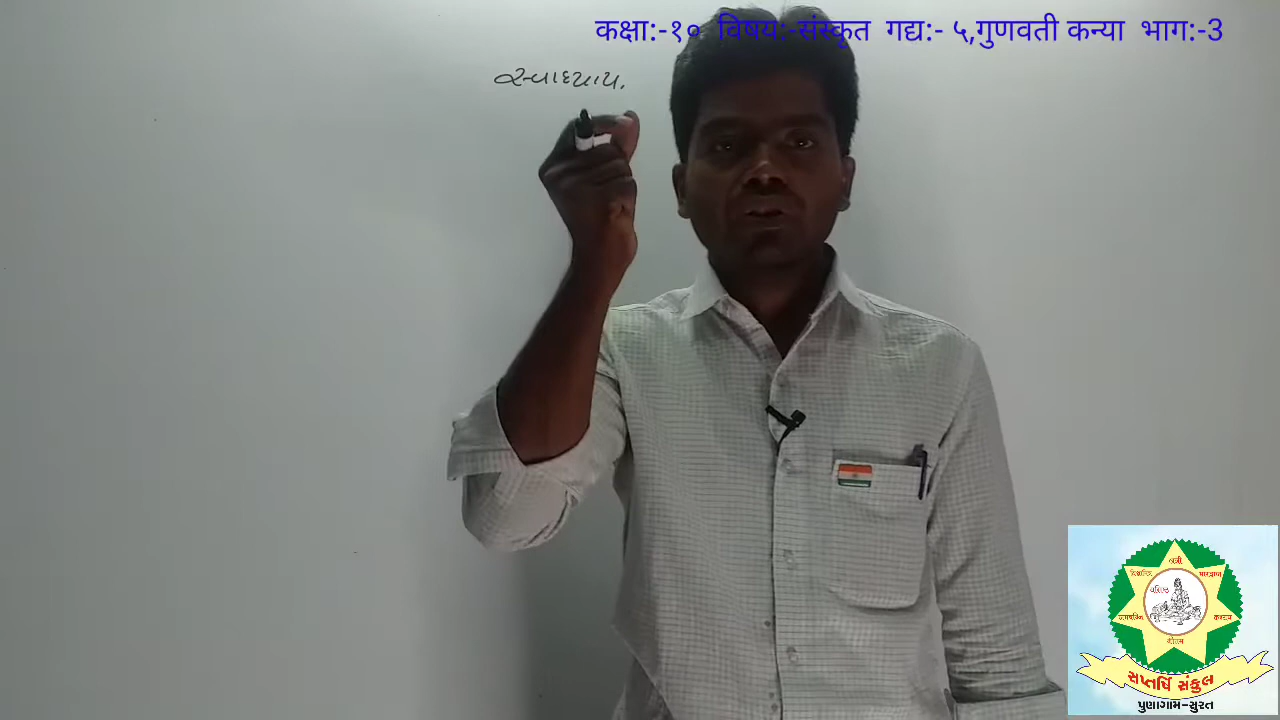 कक्षा:-१० विषय:-संस्कृत गद्य:- ५,गुणवती कन्या भाग:-3
સ્વાધ્યાય.
સપ્તર્ષિ સંકુલ
પુણાગામ-સુરત